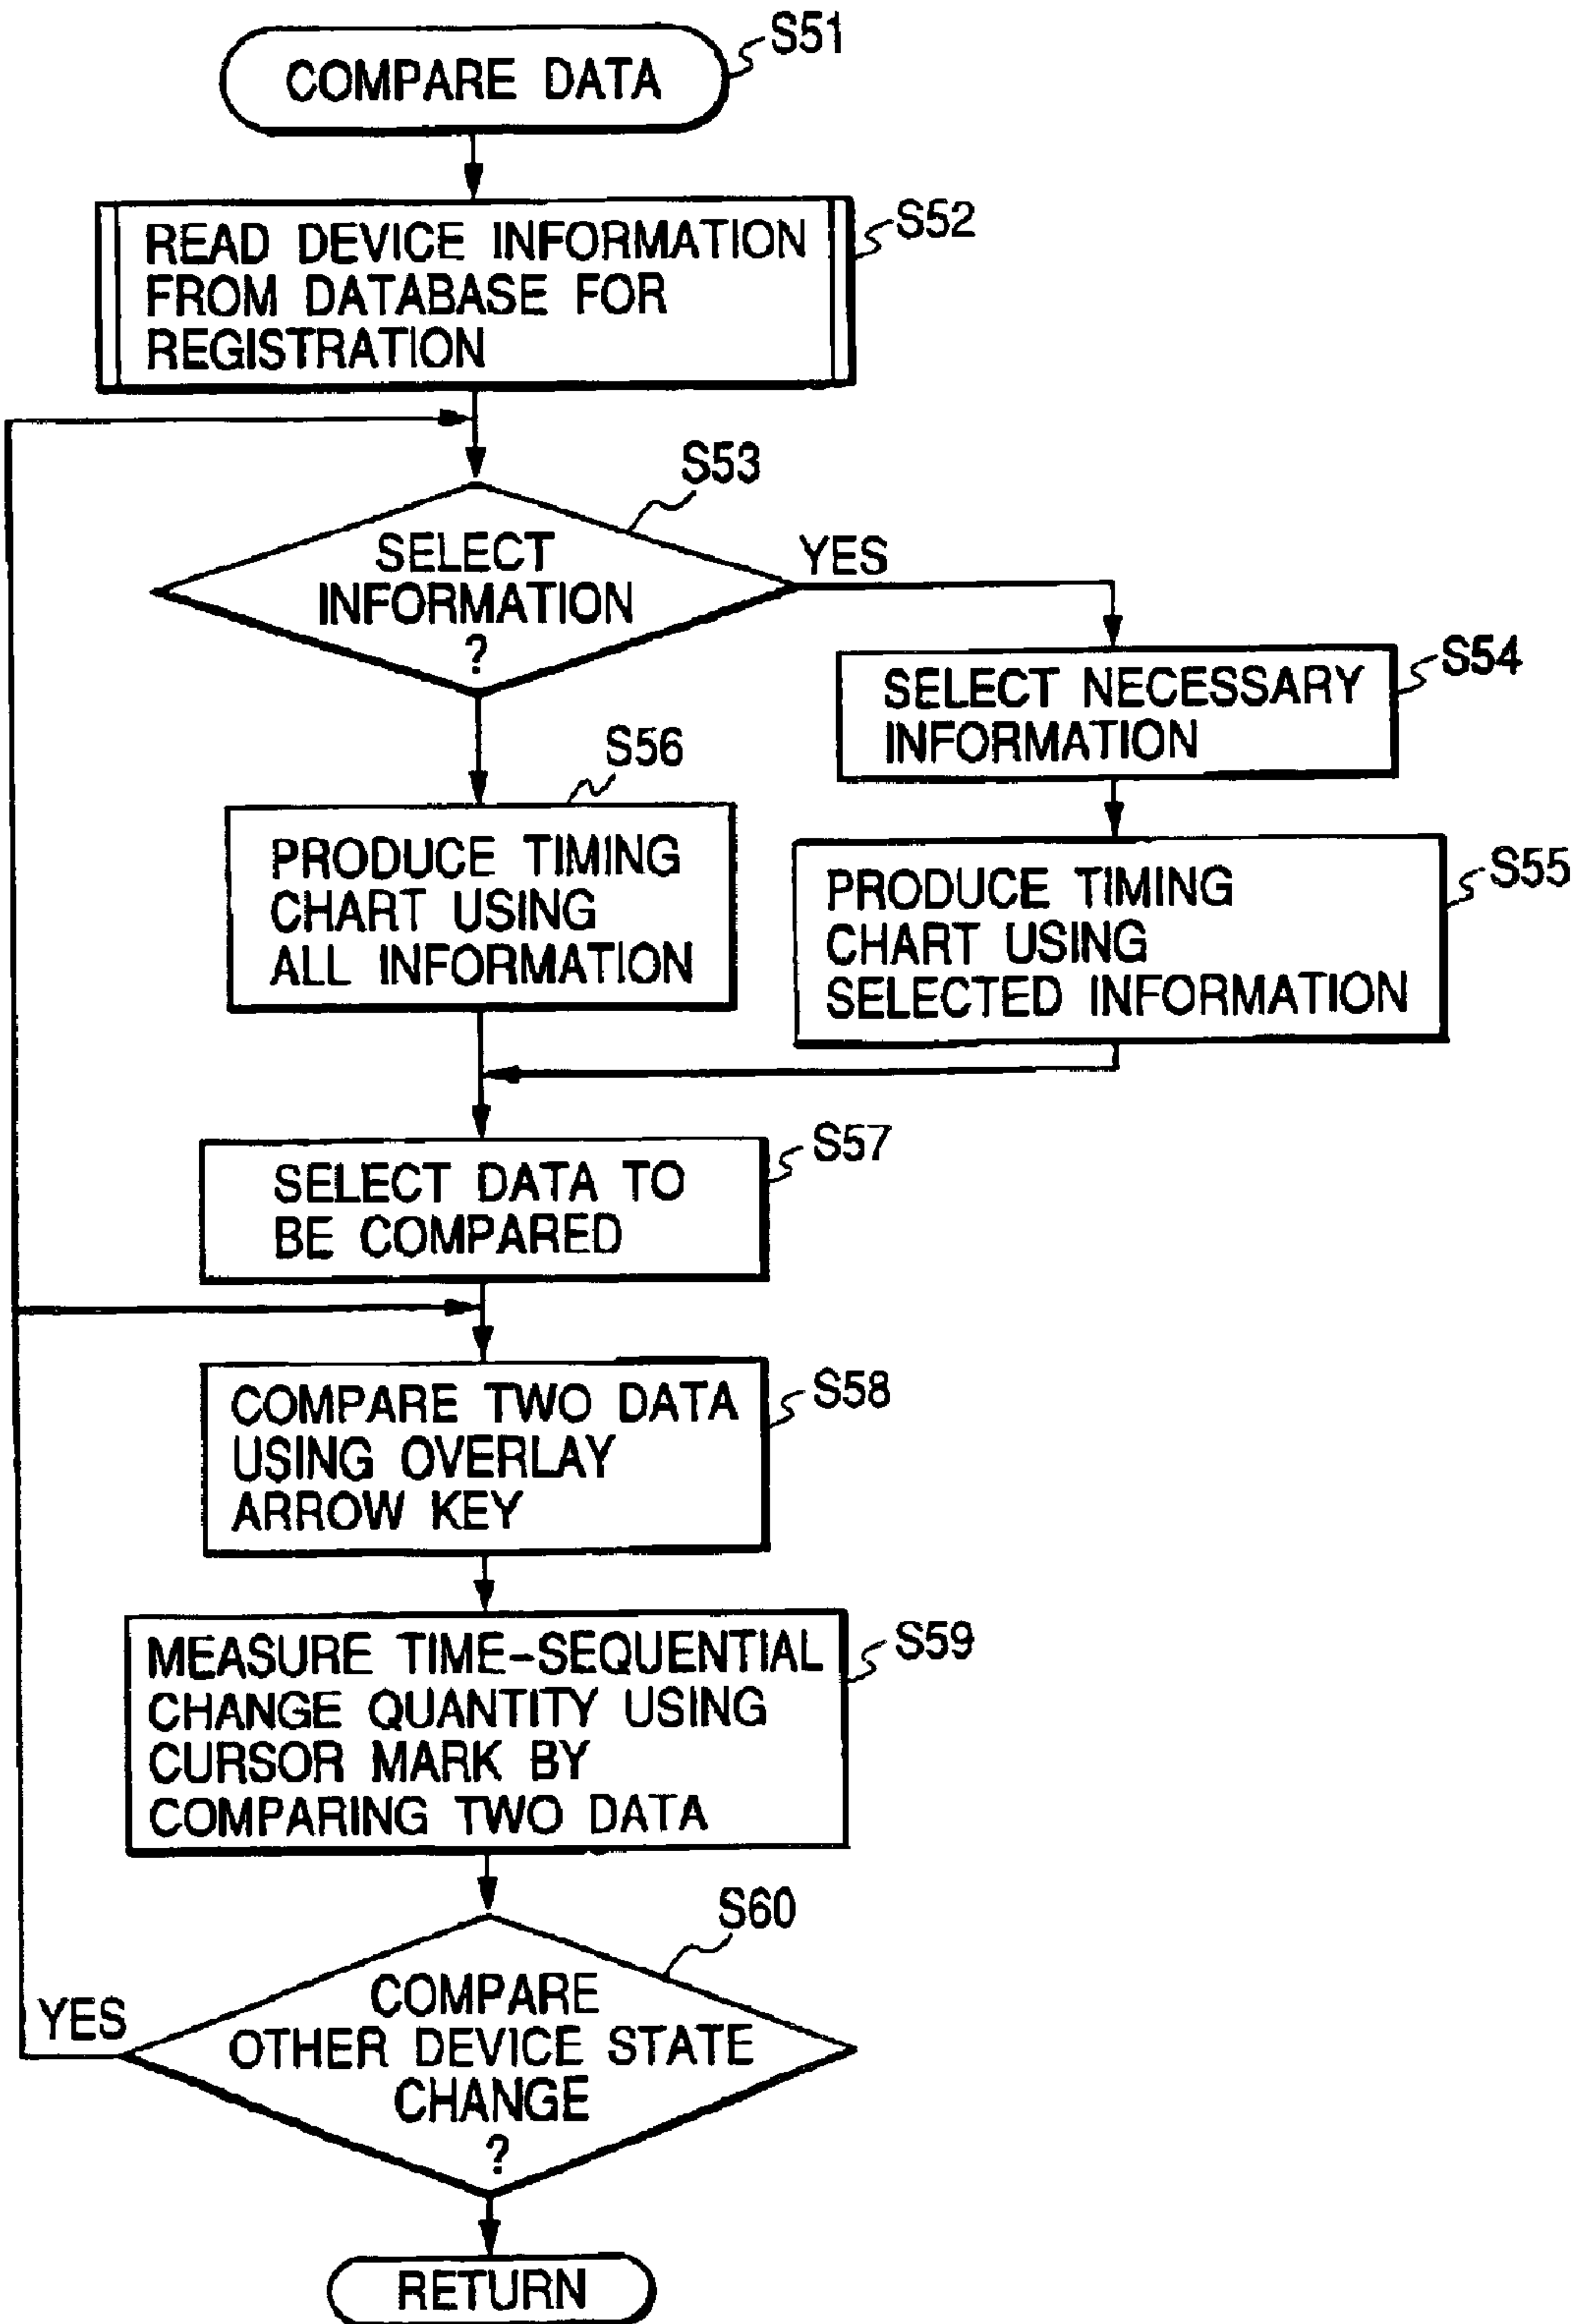 COMPARE DATA
S51
READ DEVICE INFORMATION
FROM DATABASE FOR
REGISTRATION
S52
S53
SELECT
INFORMATION
?
YES
SELECT NECESSARY
INFORMATION
S54
S56
PRODUCE TIMING
CHART USING
ALL INFORMATION
PRODUCE TIMING
CHART USING
SELECTED INFORMATION
S55
SELECT DATA TO
BE COMPARED
S57
COMPARE TWO DATA
USING OVERLAY
ARROW KEY
S58
MEASURE TIME-SEQUENTIAL
CHANGE QUANTITY USING
CURSOR MARK BY
COMPARING TWO DATA
S59
S60
COMPARE
OTHER DEVICE STATE
CHANGE
?
YES
RETURN